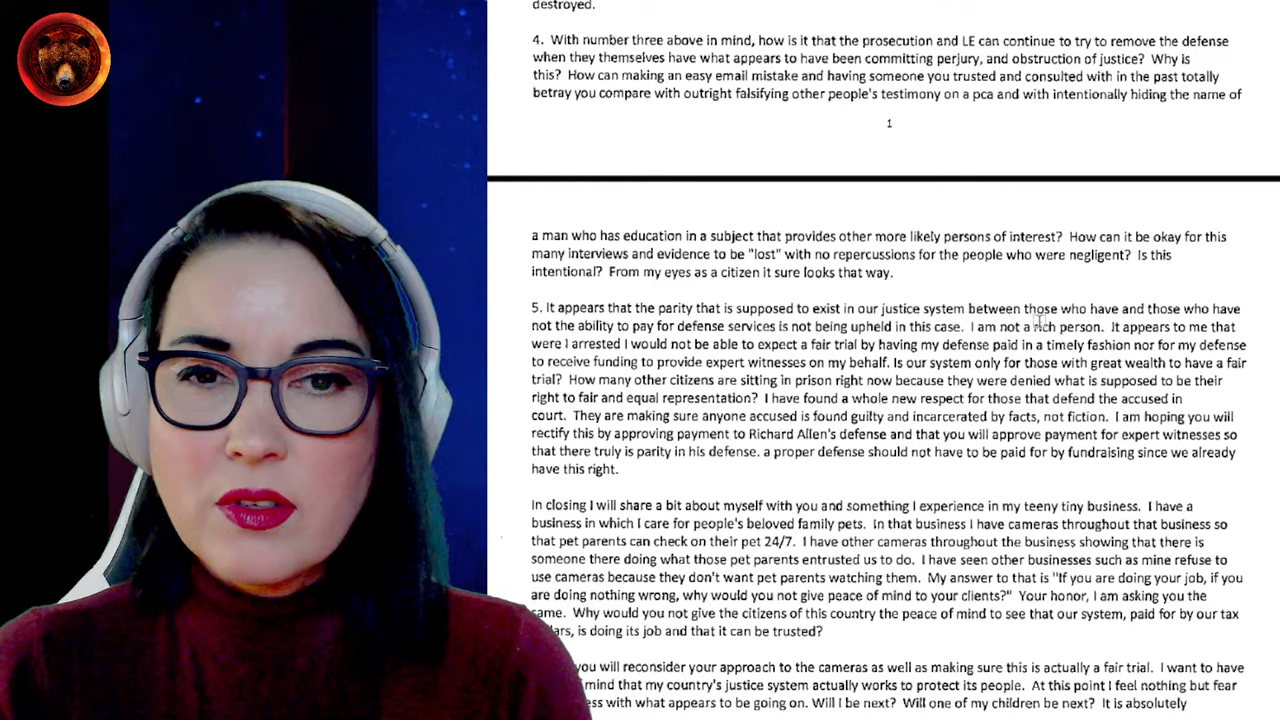 destroyed.
4. With number three above in mind, how is it that the prosecution and LE can continue to try to remove the defense
when they themselves have what appears to have been committing perjury, and obstruction of justice? Why is
this? How can making an easy email mistake and having someone you trusted and consulted with in the past totally
betray you compare with outright falsifying other people's testimony on a pca and with intentionally hiding the name of
1
a man who has education in a subject that provides other more likely persons of interest? How can it be okay for this
many interviews and evidence to be "lost" with no repercussions for the people who were negligent? Is this
intentional? From my eyes as a citizen it sure looks that way.
5. It appears that the parity that is supposed to exist in our justice system between those who have and those who have
not the ability to pay for defense services is not being upheld in this case. I am not a rich person. It appears to me that
were I arrested I would not be able to expect a fair trial by having my defense paid in a timely fashion nor for my defense
to receive funding to provide expert witnesses on my behalf. Is our system only for those with great wealth to have a fair
trial? How many other citizens are sitting in prison right now because they were denied what is supposed to be their
right to fair and equal representation? I have found a whole new respect for those that defend the accused in
court. They are making sure anyone accused is found guilty and incarcerated by facts, not fiction. I am hoping you will
rectify this by approving payment to Richard Allen's defense and that you will approve payment for expert witnesses so
that there truly is parity in his defense. a proper defense should not have to be paid for by fundraising since we already
have this right.
In closing I will share a bit about myself with you and something I experience in my teeny tiny business. I have a
business in which I care for people's beloved family pets. In that business I have cameras throughout that business so
that pet parents can check on their pet 24/7. I have other cameras throughout the business showing that there is
someone there doing what those pet parents entrusted us to do. I have seen other businesses such as mine refuse to
use cameras because they don't want pet parents watching them. My answer to that is "If you are doing your job, if you
are doing nothing wrong, why would you not give peace of mind to your clients?" Your honor, I am asking you the
same. Why would you not give the citizens of this country the peace of mind to see that our system, paid for by our tax
is doing its job and that it can be trusted?
you will reconsider your approach to the cameras as well as making sure this is actually a fair trial. I want to have
mind that my country's justice system actually works to protect its people. At this point I feel nothing but fear
with what appears to be going on. Will I be next? Will one of my children be next? It is absolutely